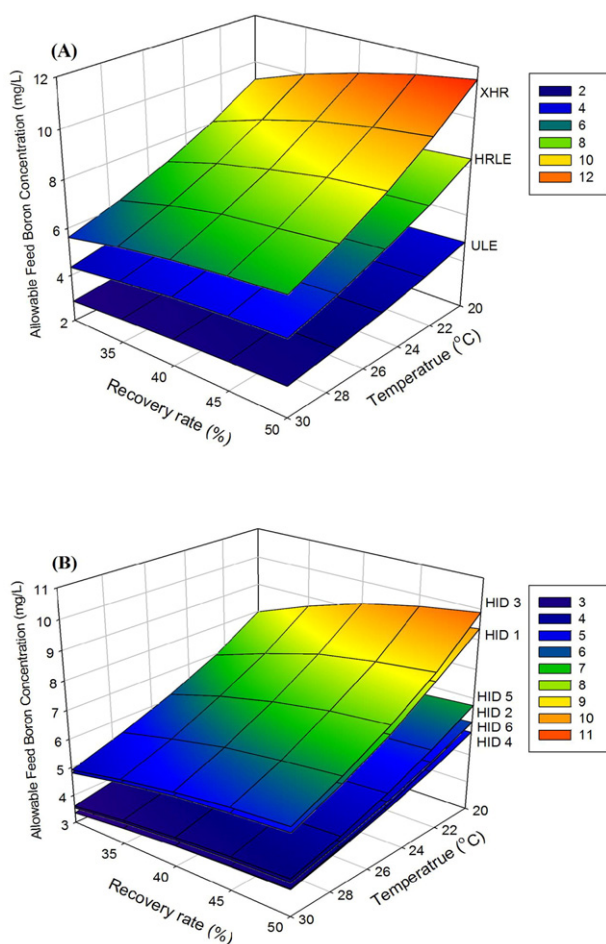 (A)
Allowable Feed Boron Concentration (mg/L)
12
10
8
6
4
2
35
40
45
50
Recovery rate (%)
30
28
26
24
22
20
Temperatrue (°C)
XHR
HRLE
ULE
2
4
6
8
10
12
(B)
Allowable Feed Boron Concentration (mg/L)
11
10
9
8
7
6
5
4
3
35
40
45
50
Recovery rate (%)
30
28
26
24
22
20
Temperatrue (°C)
HID 3
HID 1
HID 5
HID 2
HID 6
HID 4
3
4
5
6
7
8
9
10
11